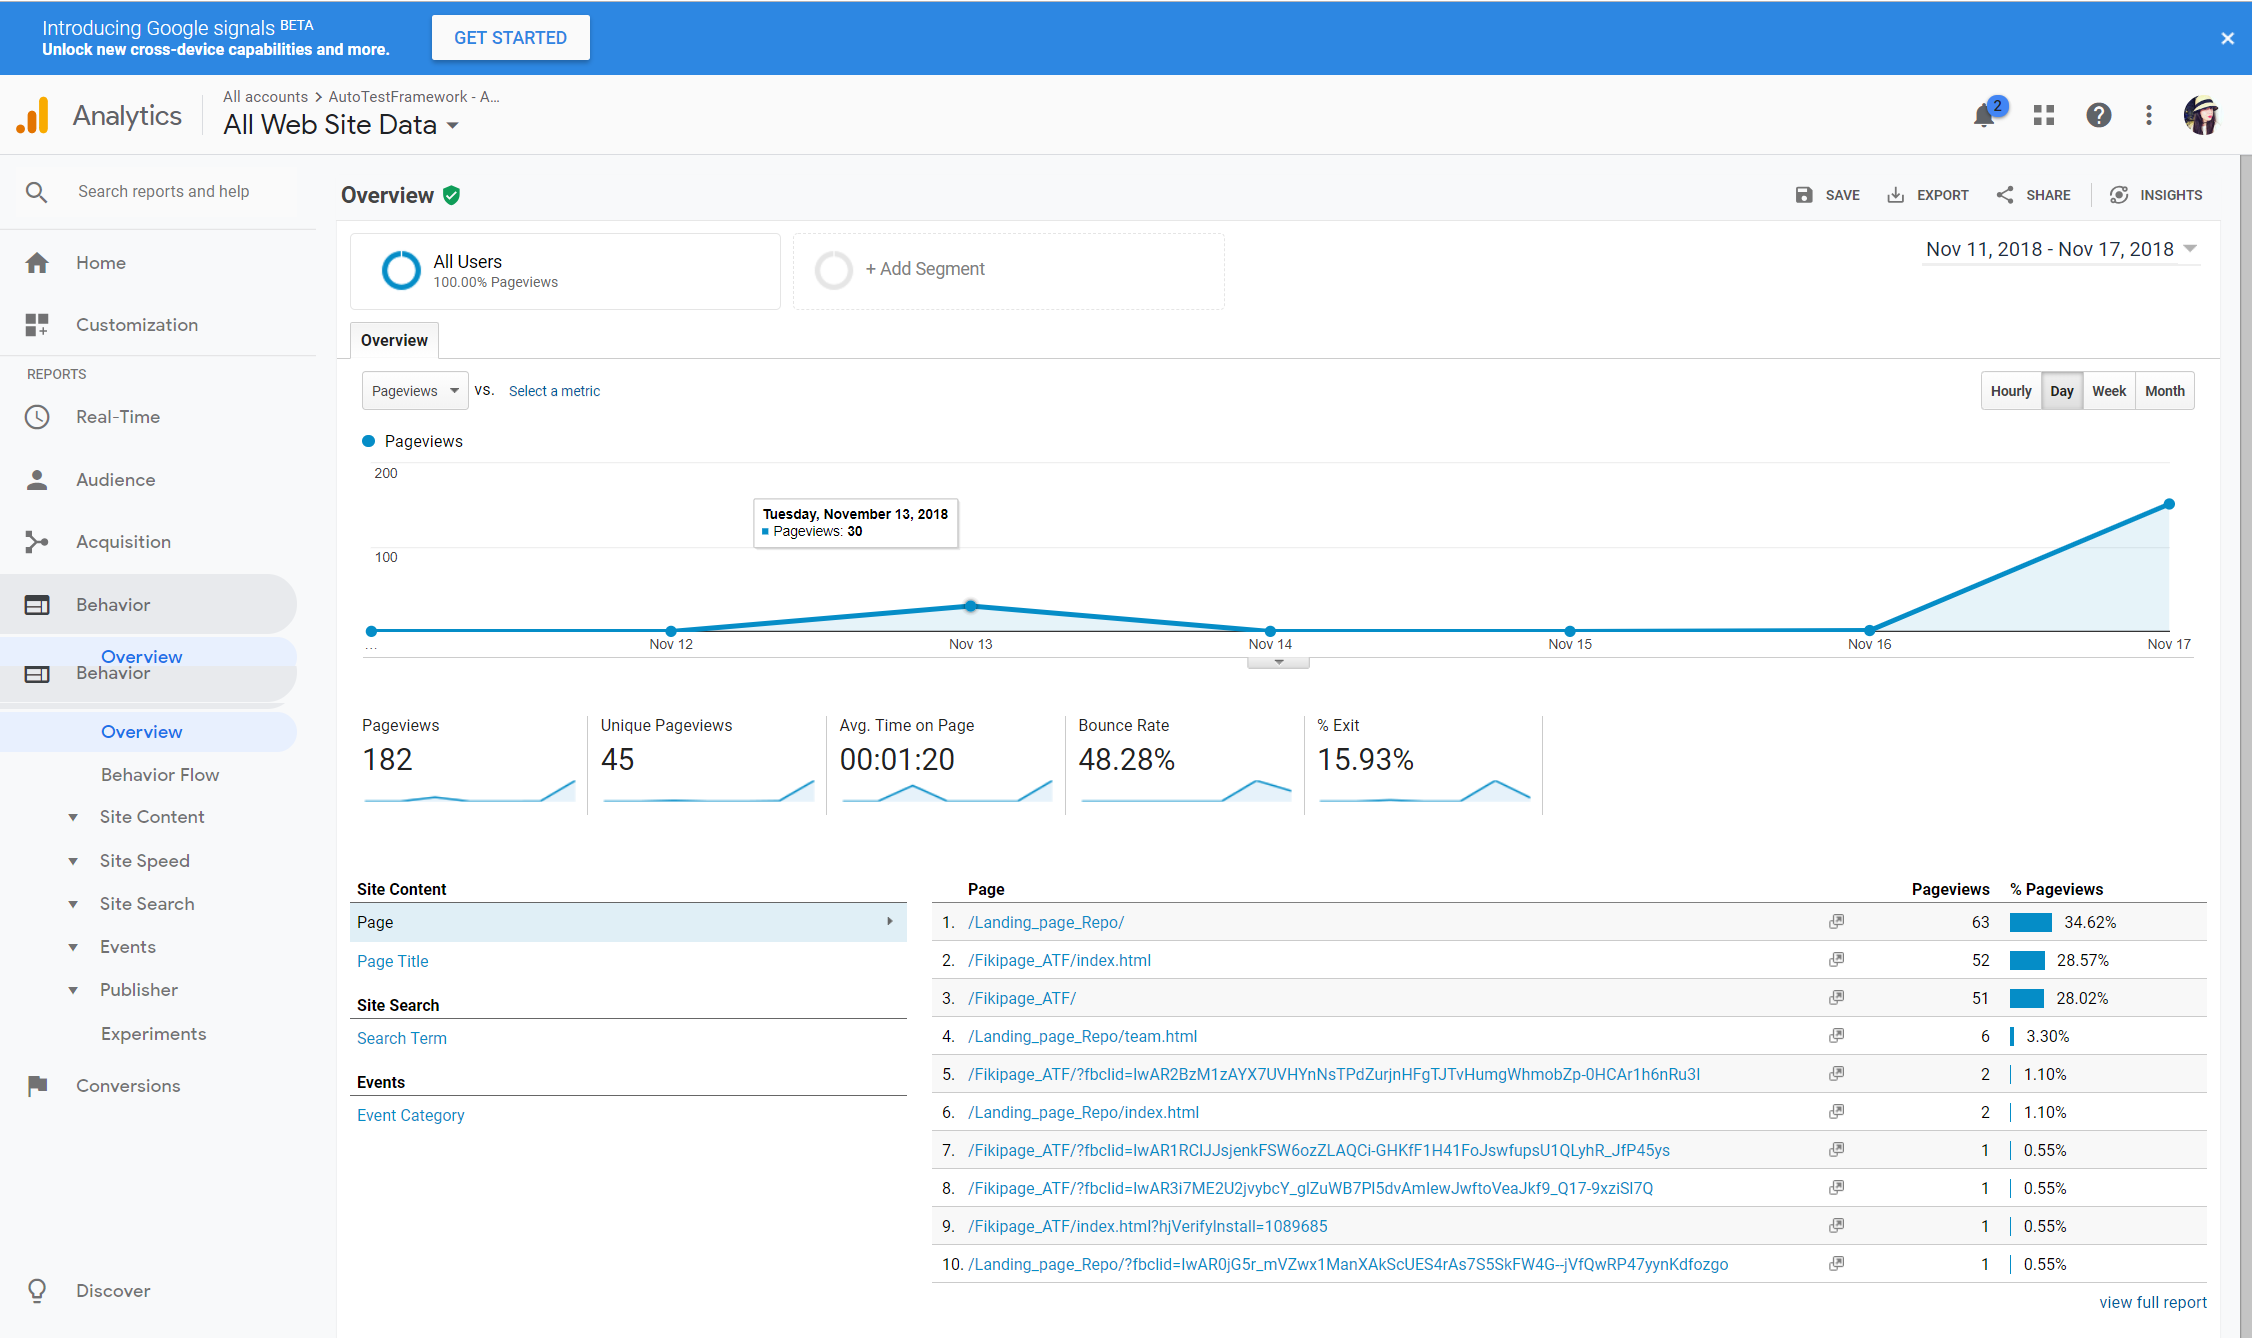 Introducing Google signals BETA
Unlock new cross-device capabilities and more.
GET STARTED
Analytics
All accounts > AutoTestFramework - A...
All Web Site Data
2
Search reports and help
Home
Customization
REPORTS
Real-Time
Audience
Acquisition
Behavior
Overview
Behavior
Overview
Behavior Flow
Site Content
Site Speed
Site Search
Events
Publisher
Experiments
Conversions
Discover
Overview
SAVE
EXPORT
SHARE
INSIGHTS
All Users
100.00% Pageviews
+ Add Segment
Nov 11, 2018 - Nov 17, 2018
Overview
Pageviews
VS.
Select a metric
Hourly Day Week Month
Pageviews
200
100
Tuesday, November 13, 2018
Pageviews: 30
... Nov 12 Nov 13 Nov 14 Nov 15 Nov 16 Nov 17
Pageviews
182
Unique Pageviews
45
Avg. Time on Page
00:01:20
Bounce Rate
48.28%
% Exit
15.93%
Site Content
Page
Page Title
Site Search
Search Term
Events
Event Category
Page Pageviews % Pageviews
1. /Landing_page_Repo/ 63 34.62%
2. /Fikipage_ATF/index.html 52 28.57%
3. /Fikipage_ATF/ 51 28.02%
4. /Landing_page_Repo/team.html 6 3.30%
5. /Fikipage_ATF/?fbclid=IwAR2BzM1zAYX7UVHYnNsTPdZurjnHFgTJTvHumgWhmobZp-0HCAr1h6nRu3I 2 1.10%
6. /Landing_page_Repo/index.html 2 1.10%
7. /Fikipage_ATF/?fbclid=IwAR1RCIJJsjenkFSW6ozZLAQCi-GHKfF1H41FoJswfupsU1QLyhR_JfP45ys 1 0.55%
8. /Fikipage_ATF/?fbclid=IwAR3i7ME2U2jvybcY_glZuWB7PI5dvAmIewJwftoVeaJkf9_Q17-9xziSI7Q 1 0.55%
9. /Fikipage_ATF/index.html?hjVerifyInstall=1089685 1 0.55%
10. /Landing_page_Repo/?fbclid=IwAR0jG5r_mVZwx1ManXAkScUES4rAs7S5SkFW4G--jVfQwRP47yynKdfozgo 1 0.55%
view full report